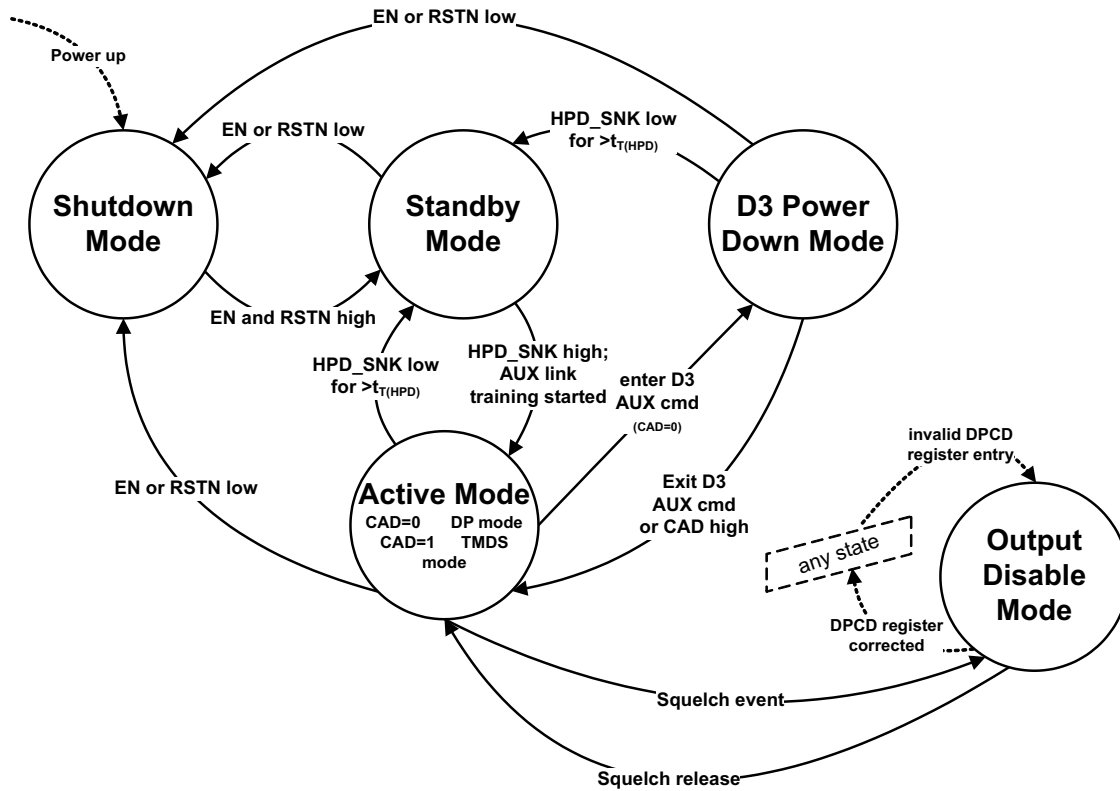 EN or RSTN low
Power up
HPD_SNK low
for >tT(HPD)
EN or RSTN low
Shutdown
Mode
Standby
Mode
D3 Power
Down Mode
EN and RSTN high
HPD_SNK low
for >tT(HPD)
HPD_SNK high;
AUX link
training started
enter D3
AUX cmd
(CAD=0)
invalid DPCD
register entry
EN or RSTN low
Active Mode
CAD=0 DP mode
CAD=1 TMDS
mode
Exit D3
AUX cmd
or CAD high
any state
Output
Disable
Mode
DPCD register
corrected
Squelch event
Squelch release